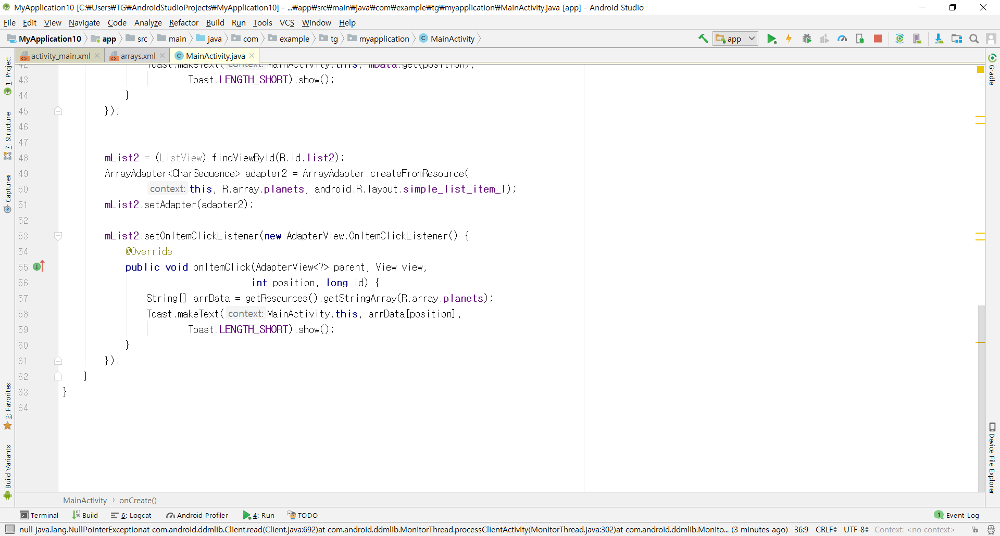 MyApplication10 [C:₩Users₩TG₩AndroidStudioProjects₩MyApplication10] - ...₩app₩src₩main₩java₩com₩example₩tg₩myapplication₩MainActivity.java [app] - Android Studio
File Edit View Navigate Code Analyze Refactor Build Run Tools VCS Window Help
MyApplication10 app src main java com example tg myapplication MainActivity app
activity_main.xml arrays.xml MainActivity.java
42 Toast.makeText( context: MainActivity.this, mData.get(position),
43 Toast.LENGTH_SHORT).show();
44 }
45 });
46
47
48 mList2 = (ListView) findViewById(R.id.list2);
49 ArrayAdapter<CharSequence> adapter2 = ArrayAdapter.createFromResource(
50 context: this, R.array.planets, android.R.layout.simple_list_item_1);
51 mList2.setAdapter(adapter2);
52
53 mList2.setOnItemClickListener(new AdapterView.OnItemClickListener() {
54 @Override
55 public void onItemClick(AdapterView<?> parent, View view,
56 int position, long id) {
57 String[] arrData = getResources().getStringArray(R.array.planets);
58 Toast.makeText( context: MainActivity.this, arrData[position],
59 Toast.LENGTH_SHORT).show();
60 }
61 });
62 }
63 }
64
1: Project
7: Structure
Captures
2: Favorites
Build Variants
Gradle
Device File Explorer
MainActivity › onCreate()
Terminal Build 6: Logcat Android Profiler 4: Run TODO 1 Event Log
null java.lang.NullPointerExceptionat com.android.ddmlib.Client.read(Client.java:692)at com.android.ddmlib.MonitorThread.processClientActivity(MonitorThread.java:302)at com.android.ddmlib.Monito... (3 minutes ago) 36:9 CRLF UTF-8 Context: <no context>